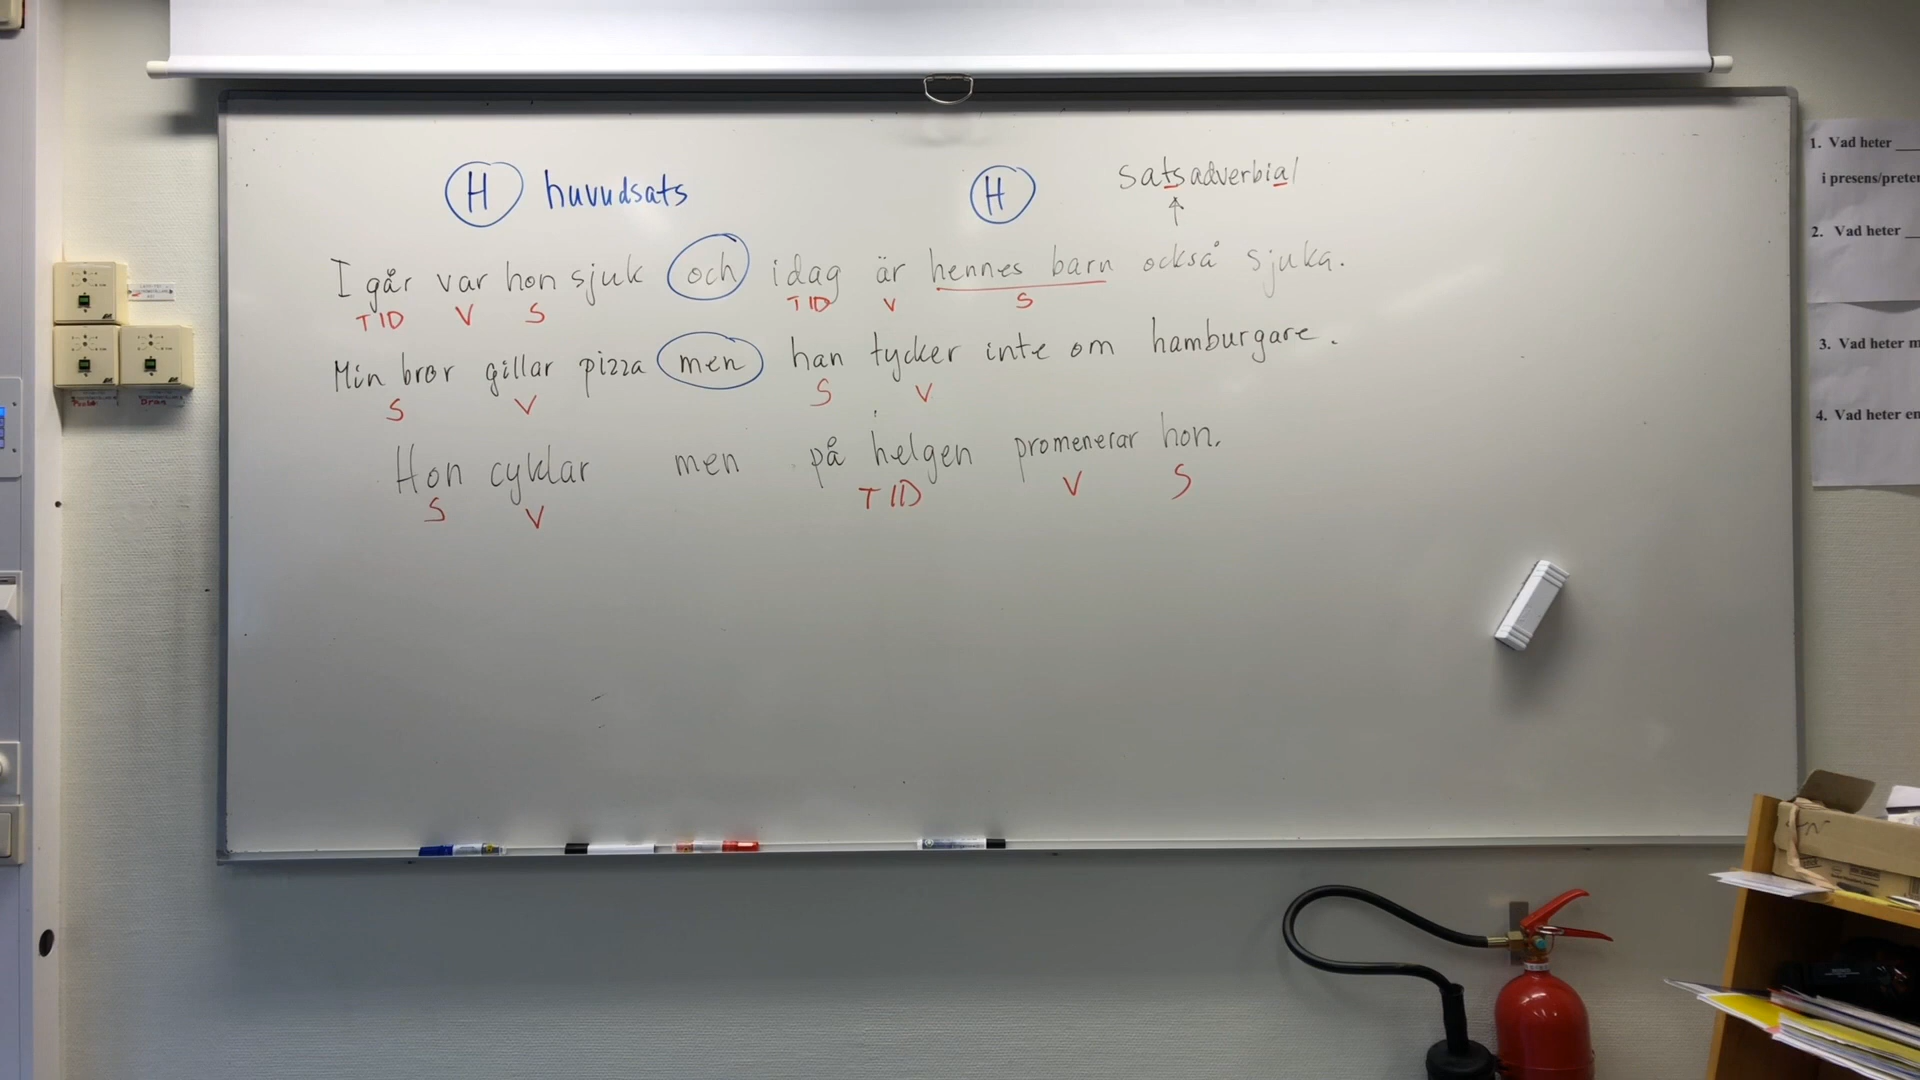 H huvudsats H satsadverbial
I går var hon sjuk och idag är hennes barn också sjuka.
TID V S TID V S
Min bror gillar pizza men han tycker inte om hamburgare.
S V S V
Hon cyklar men på helgen promenerar hon.
S V TID V S
1. Vad heter
i presens/preter
2. Vad heter
3. Vad heter m
4. Vad heter en